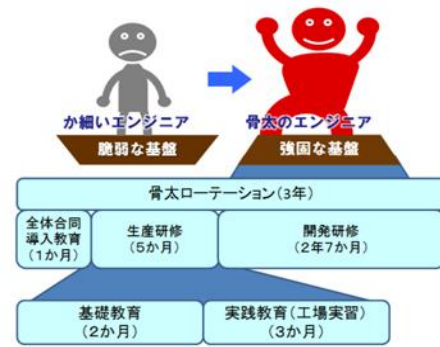 か細いエンジニア
骨太のエンジニア
脆弱な基盤
強固な基盤
骨太ローテーション(3年)
全体合同
導入教育
(1か月)
生産研修
(5か月)
開発研修
(2年7か月)
基礎教育
(2か月)
実践教育(工場実習)
(3か月)